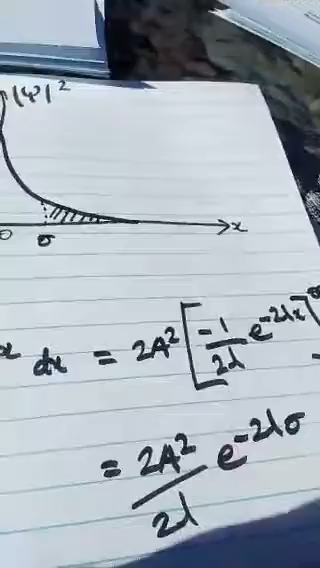 |Ψ|²
x
0 σ
dx = 2A² [ -1/2λ e^-2λx ]
= 2A²/2λ e^-2λσ